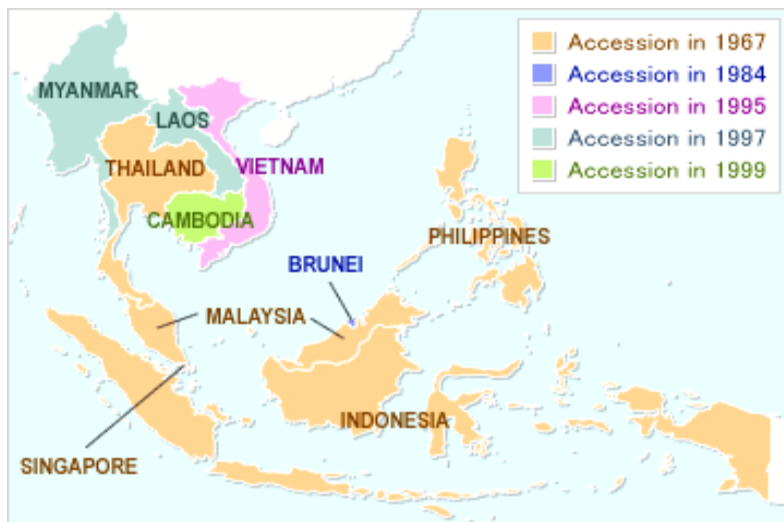 Accession in 1967
Accession in 1984
Accession in 1995
Accession in 1997
Accession in 1999
MYANMAR
LAOS
THAILAND
VIETNAM
CAMBODIA
PHILIPPINES
BRUNEI
MALAYSIA
INDONESIA
SINGAPORE